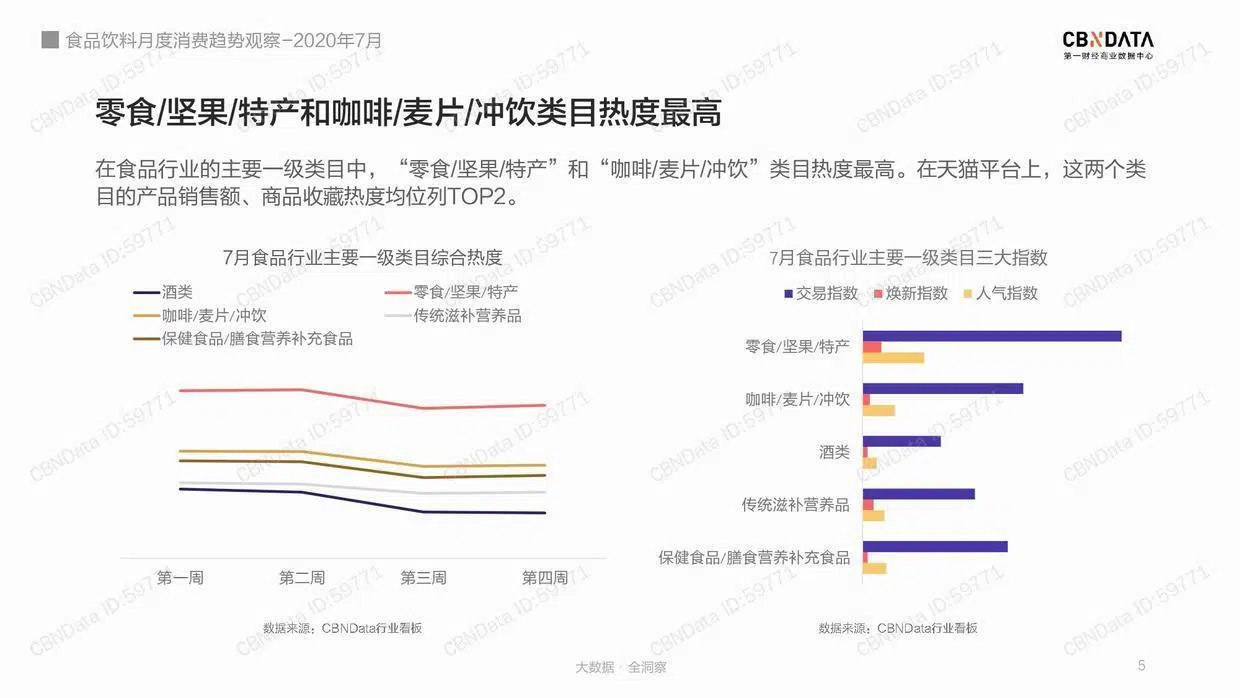 食品饮料月度消费趋势观察-2020年7月
CBNDATA
第一财经商业数据中心
零食/坚果/特产和咖啡/麦片/冲饮类目热度最高
在食品行业的主要一级类目中，“零食/坚果/特产”和“咖啡/麦片/冲饮”类目热度最高。在天猫平台上，这两个类
目的产品销售额、商品收藏热度均位列TOP2。
7月食品行业主要一级类目综合热度
酒类
零食/坚果/特产
咖啡/麦片/冲饮
传统滋补营养品
保健食品/膳食营养补充食品
第一周
第二周
第三周
第四周
数据来源：CBNData行业看板
7月食品行业主要一级类目三大指数
交易指数
焕新指数
人气指数
零食/坚果/特产
咖啡/麦片/冲饮
酒类
传统滋补营养品
保健食品/膳食营养补充食品
数据来源：CBNData行业看板
大数据·全洞察
5
CBNData ID:59771